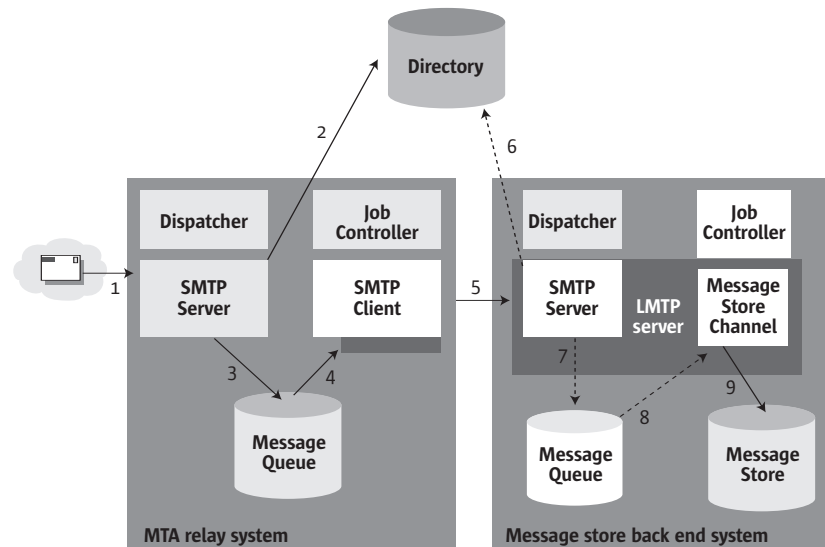 Directory
2
6
Dispatcher
Job
Controller
Dispatcher
Job
Controller
1
SMTP
Server
SMTP
Client
5
SMTP
Server
LMTP
server
Message
Store
Channel
3
4
7
8
9
Message
Queue
Message
Queue
Message
Store
MTA relay system
Message store back end system